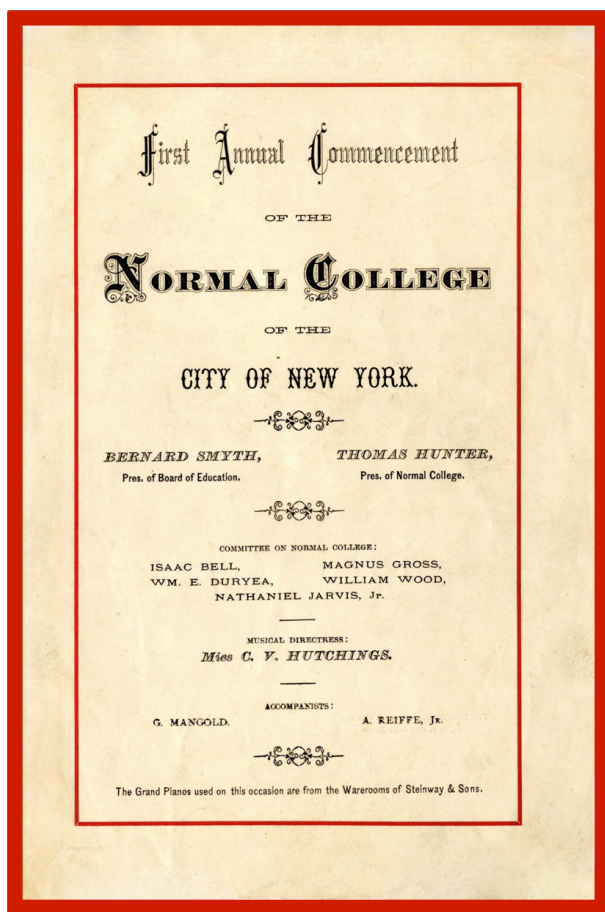 First Annual Commencement
OF THE
NORMAL COLLEGE
OF THE
CITY OF NEW YORK.
BERNARD SMYTH, THOMAS HUNTER,
Pres. of Board of Education. Pres. of Normal College.
COMMITTEE ON NORMAL COLLEGE:
ISAAC BELL, MAGNUS GROSS,
WM. E. DURYEA, WILLIAM WOOD,
NATHANIEL JARVIS, Jr.
MUSICAL DIRECTRESS:
Miss C. V. HUTCHINGS.
ACCOMPANISTS:
G. MANGOLD. A. REIFFE, Jr.
The Grand Pianos used on this occasion are from the Warerooms of Steinway & Sons.